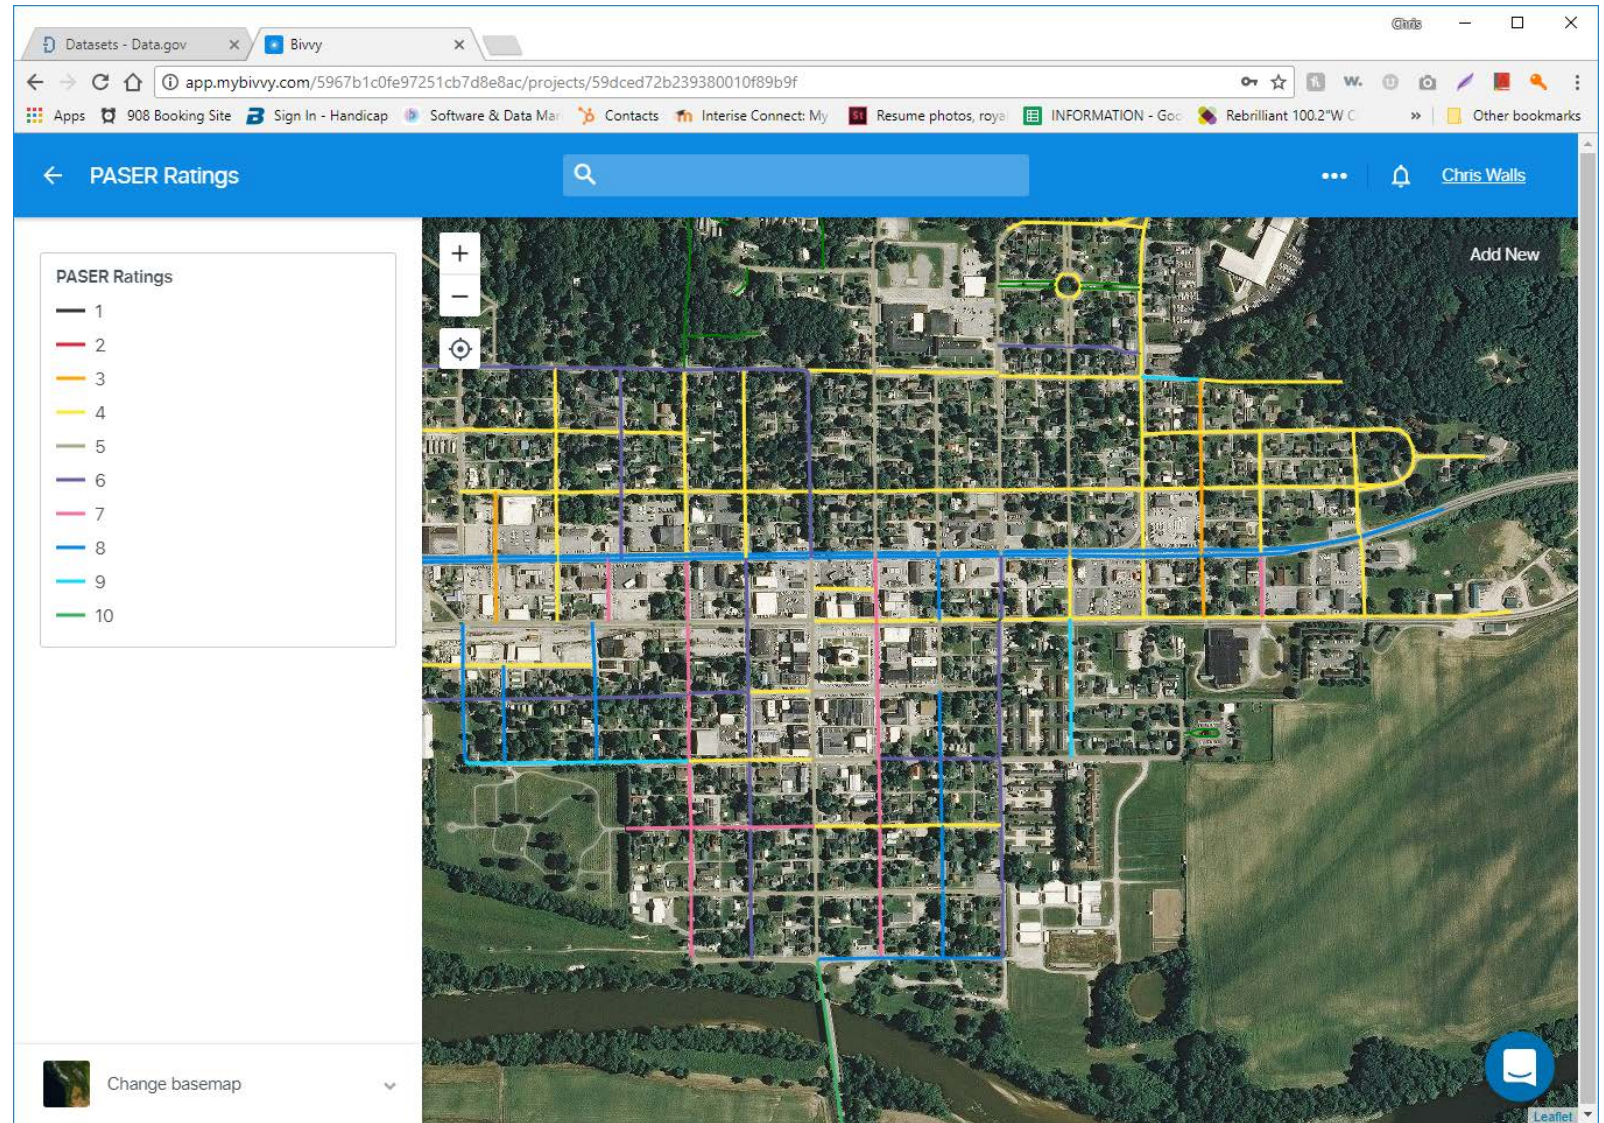 Chris
Datasets - Data.gov
Bivvy
app.mybivvy.com/5967b1c0fe97251cb7d8e8ac/projects/59dced72b239380010f89b9f
Apps
908 Booking Site
Sign In - Handicap
Software & Data Mar
Contacts
Interise Connect: My
Resume photos, roya
INFORMATION - Goo
Rebrilliant 100.2"W C
Other bookmarks
PASER Ratings
Chris Walls
PASER Ratings
1
2
3
4
5
6
7
8
9
10
Add New
Change basemap
Leaflet